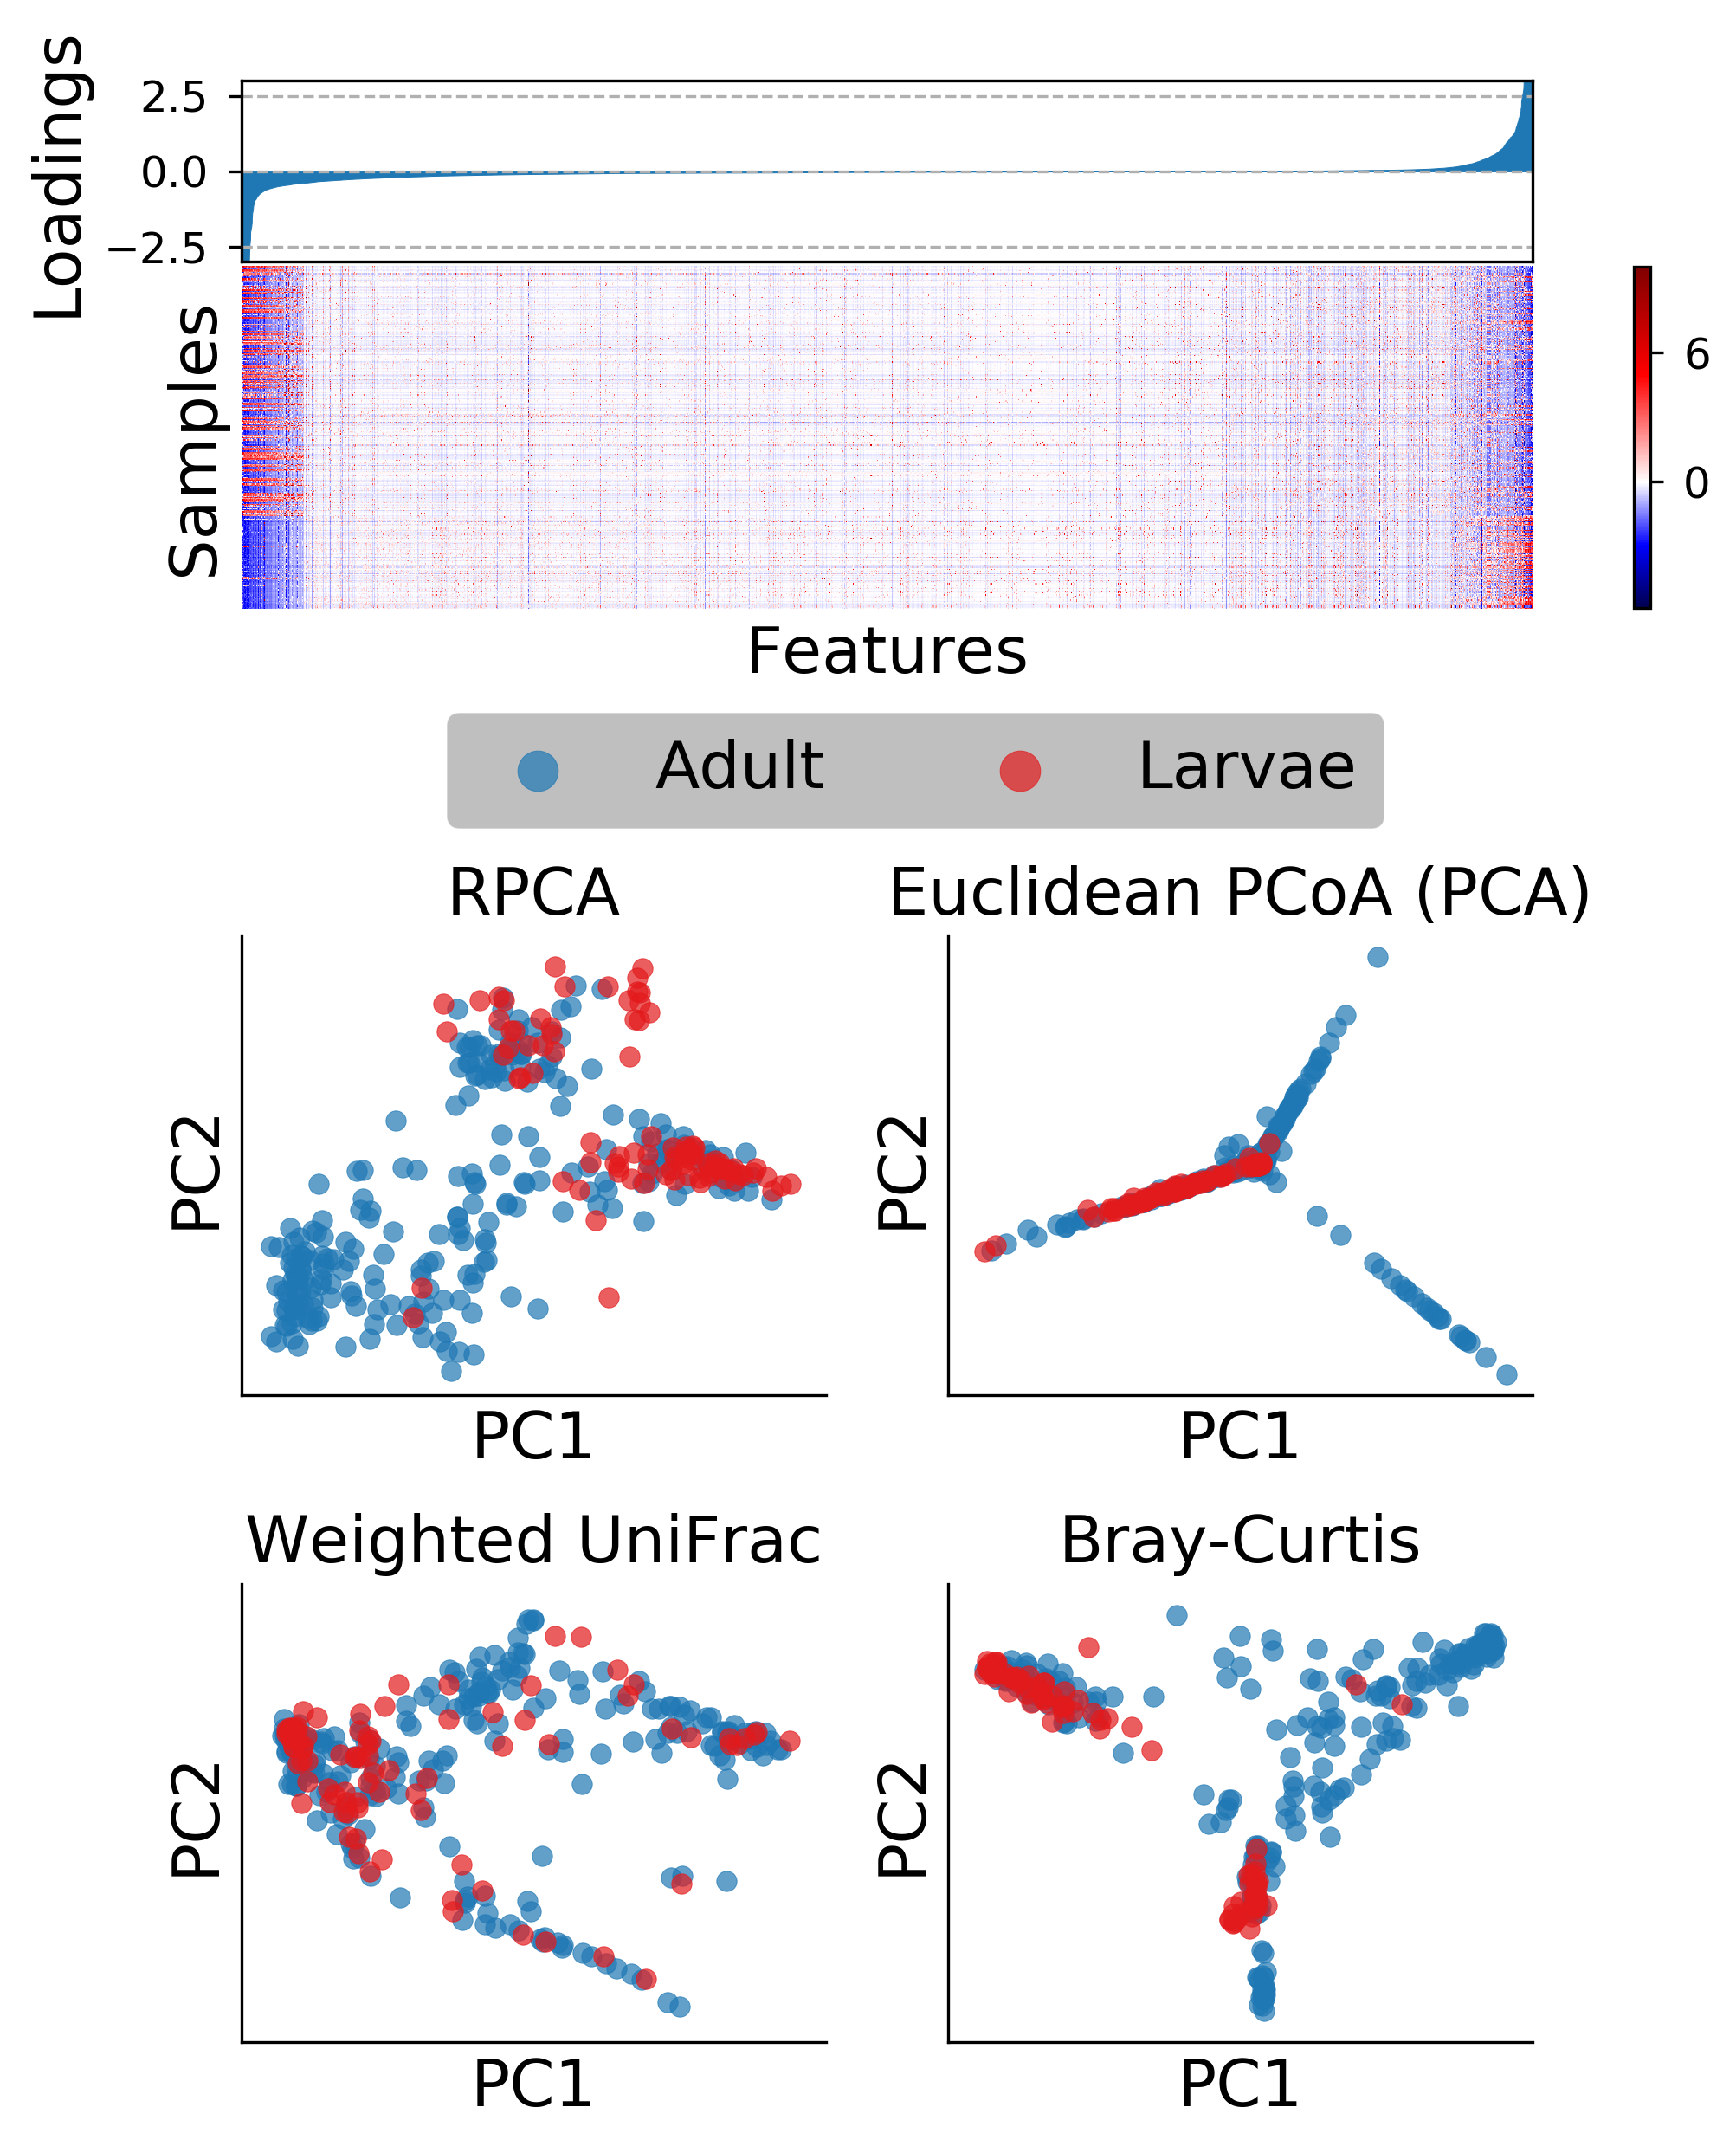 Loadings
2.5
0.0
−2.5
Samples
6
0
Features
Adult
Larvae
RPCA
Euclidean PCoA (PCA)
PC2
PC1
PC2
PC1
Weighted UniFrac
Bray-Curtis
PC2
PC1
PC2
PC1